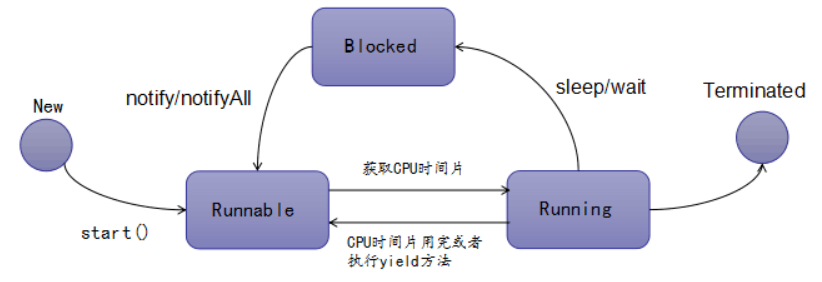 Blocked
sleep/wait
Terminated
New
notify/notifyAll
获取CPU时间片
Runnable
Running
start()
CPU时间片用完或者
执行yield方法